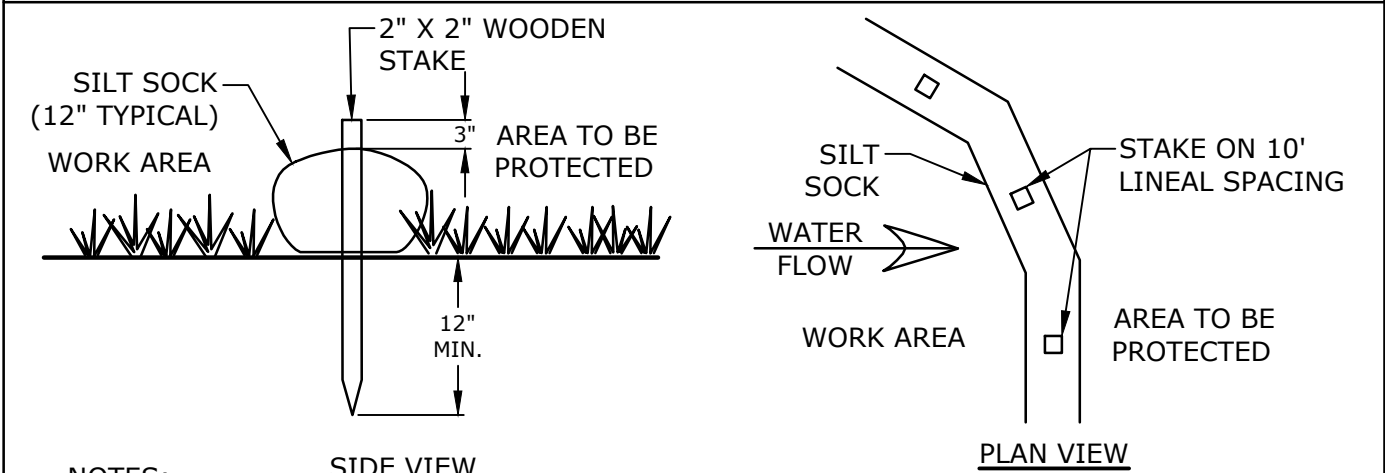 2" X 2" WOODEN
STAKE
SILT SOCK
(12" TYPICAL)
3"
AREA TO BE
PROTECTED
WORK AREA
12"
MIN.
NOTES:
SIDE VIEW
SILT
SOCK
STAKE ON 10'
LINEAL SPACING
WATER
FLOW
WORK AREA
AREA TO BE
PROTECTED
PLAN VIEW